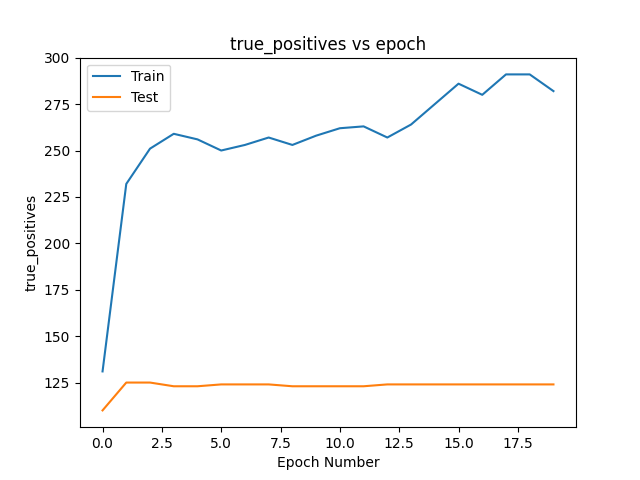 true_positives vs epoch
Train
Test
true_positives
300
275
250
225
200
175
150
125
0.0 2.5 5.0 7.5 10.0 12.5 15.0 17.5
Epoch Number